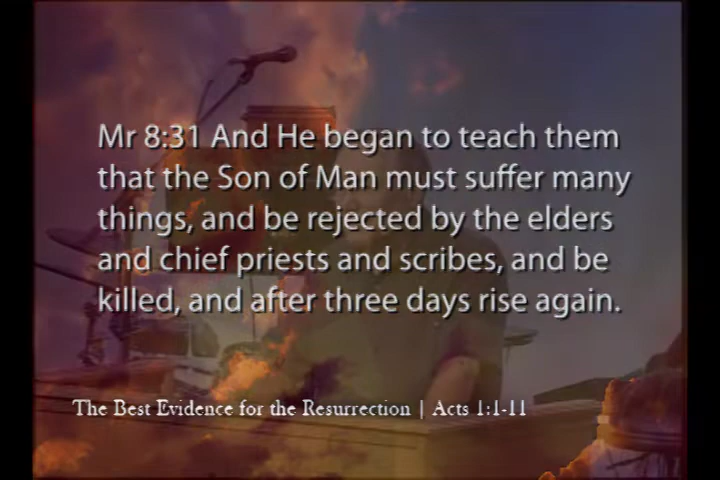 Mr 8:31 And He began to teach them
that the Son of Man must suffer many
things, and be rejected by the elders
and chief priests and scribes, and be
killed, and after three days rise again.
The Best Evidence for the Resurrection | Acts 1:1-11